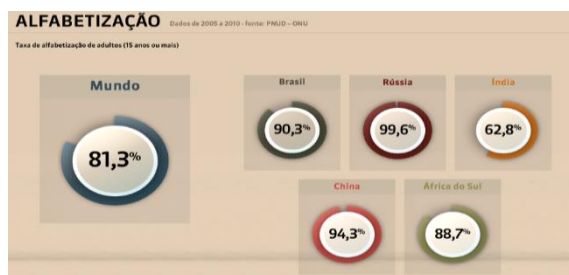 ALFABETIZAÇÃO Dados de 2005 a 2010 - fonte: PNUD – ONU
Taxa de alfabetização de adultos (15 anos ou mais)
Mundo
81,3%
Brasil
90,3%
Rússia
99,6%
Índia
62,8%
China
94,3%
África do Sul
88,7%